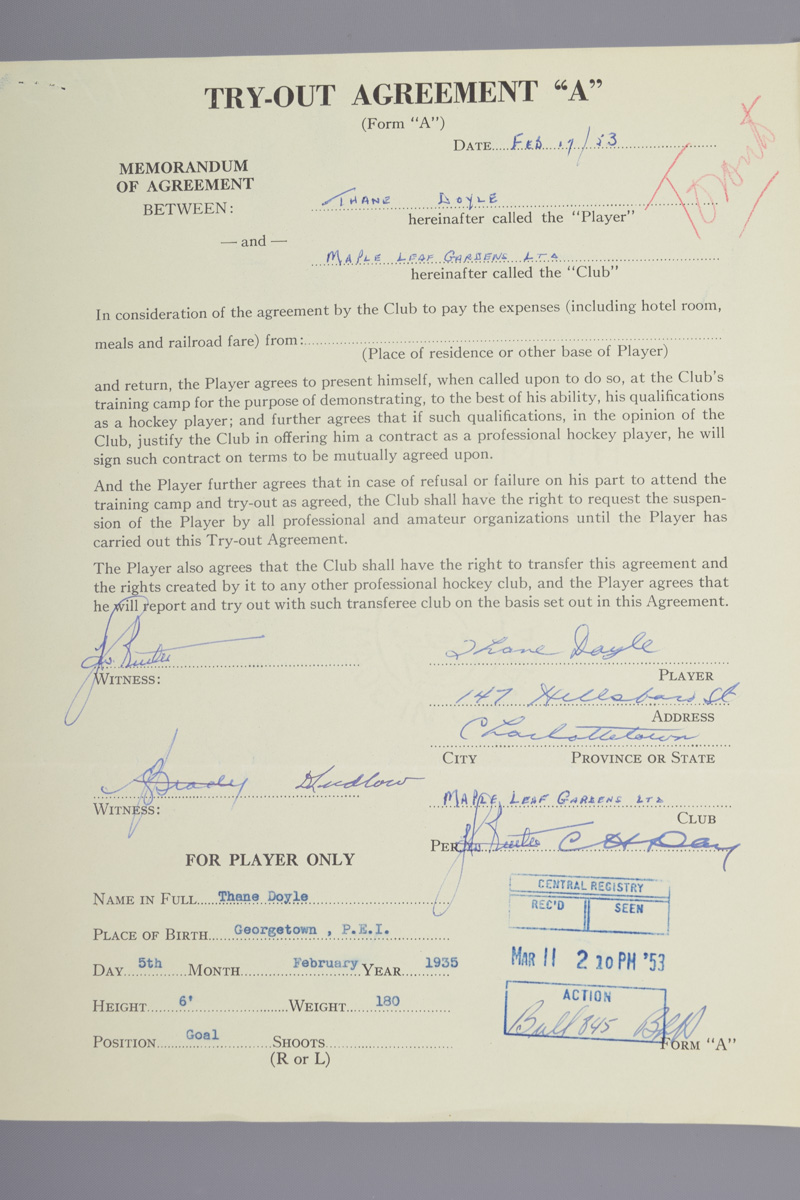 TRY-OUT AGREEMENT “A”
(Form “A”)
DATE Feb 17/53
Toronto
MEMORANDUM
OF AGREEMENT
BETWEEN:
THANE DOYLE
hereinafter called the “Player”
— and —
MAPLE LEAF GARDENS LTD
hereinafter called the “Club”
In consideration of the agreement by the Club to pay the expenses (including hotel room,
meals and railroad fare) from:
(Place of residence or other base of Player)
and return, the Player agrees to present himself, when called upon to do so, at the Club’s
training camp for the purpose of demonstrating, to the best of his ability, his qualifications
as a hockey player; and further agrees that if such qualifications, in the opinion of the
Club, justify the Club in offering him a contract as a professional hockey player, he will
sign such contract on terms to be mutually agreed upon.
And the Player further agrees that in case of refusal or failure on his part to attend the
training camp and try-out as agreed, the Club shall have the right to request the suspen-
sion of the Player by all professional and amateur organizations until the Player has
carried out this Try-out Agreement.
The Player also agrees that the Club shall have the right to transfer this agreement and
the rights created by it to any other professional hockey club, and the Player agrees that
he will report and try out with such transferee club on the basis set out in this Agreement.
Thane Doyle
WITNESS:
PLAYER
147 Hillsboro St
ADDRESS
Charlottetown
CITY PROVINCE OR STATE
Brady Ludlow
WITNESS:
MAPLE LEAF GARDENS LTD
CLUB
PER C H Day
FOR PLAYER ONLY
NAME IN FULL Thane Doyle
PLACE OF BIRTH Georgetown , P.E.I.
DAY 5th MONTH February YEAR 1935
HEIGHT 6' WEIGHT 180
POSITION Goal SHOOTS
(R or L)
CENTRAL REGISTRY
REC'D SEEN
MAR 11 2 10 PM '53
ACTION
Bull 845
FORM “A”